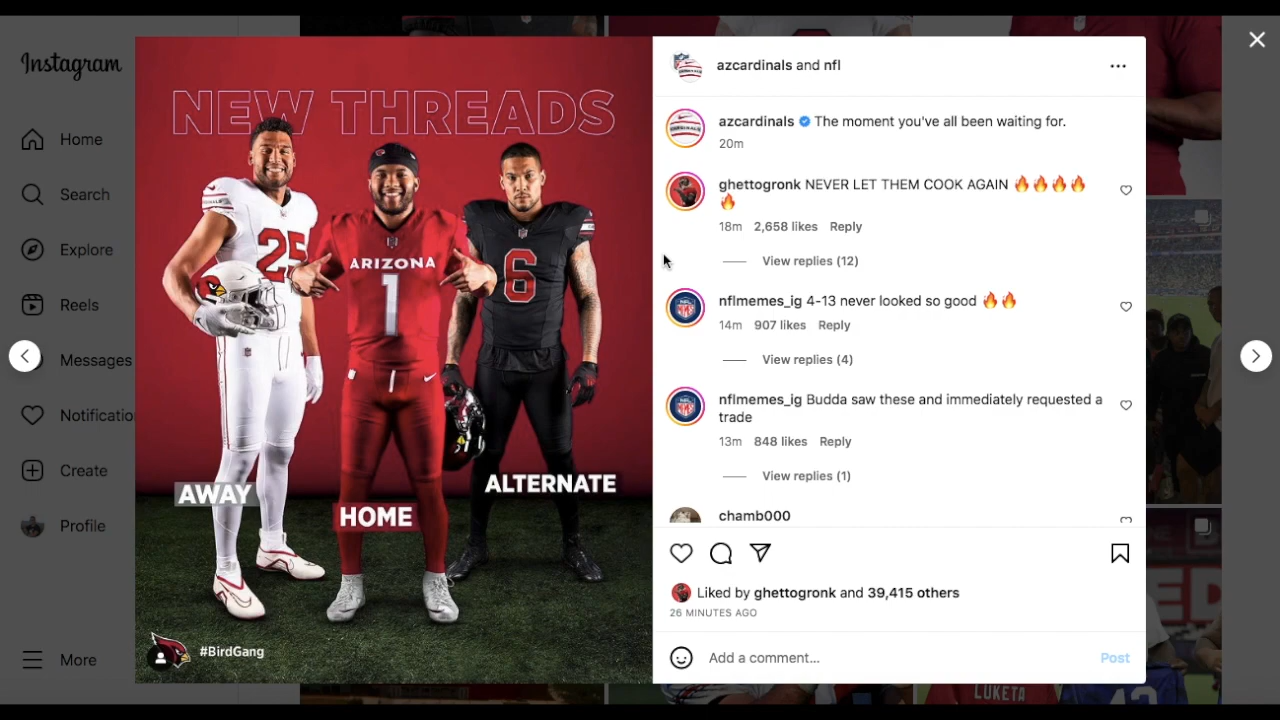 Instagram
Home
Search
Explore
Reels
Messages
Notificatio
Create
Profile
More
NEW THREADS
25
ARIZONA
1
6
AWAY
HOME
ALTERNATE
#BirdGang
azcardinals and nfl
azcardinals The moment you've all been waiting for.
20m
ghettogronk NEVER LET THEM COOK AGAIN 🔥🔥🔥🔥
🔥
18m 2,658 likes Reply
View replies (12)
nflmemes_ig 4-13 never looked so good 🔥🔥
14m 907 likes Reply
View replies (4)
nflmemes_ig Budda saw these and immediately requested a
trade
13m 848 likes Reply
View replies (1)
chamb000
Liked by ghettogronk and 39,415 others
26 MINUTES AGO
Add a comment... Post
LUKETA